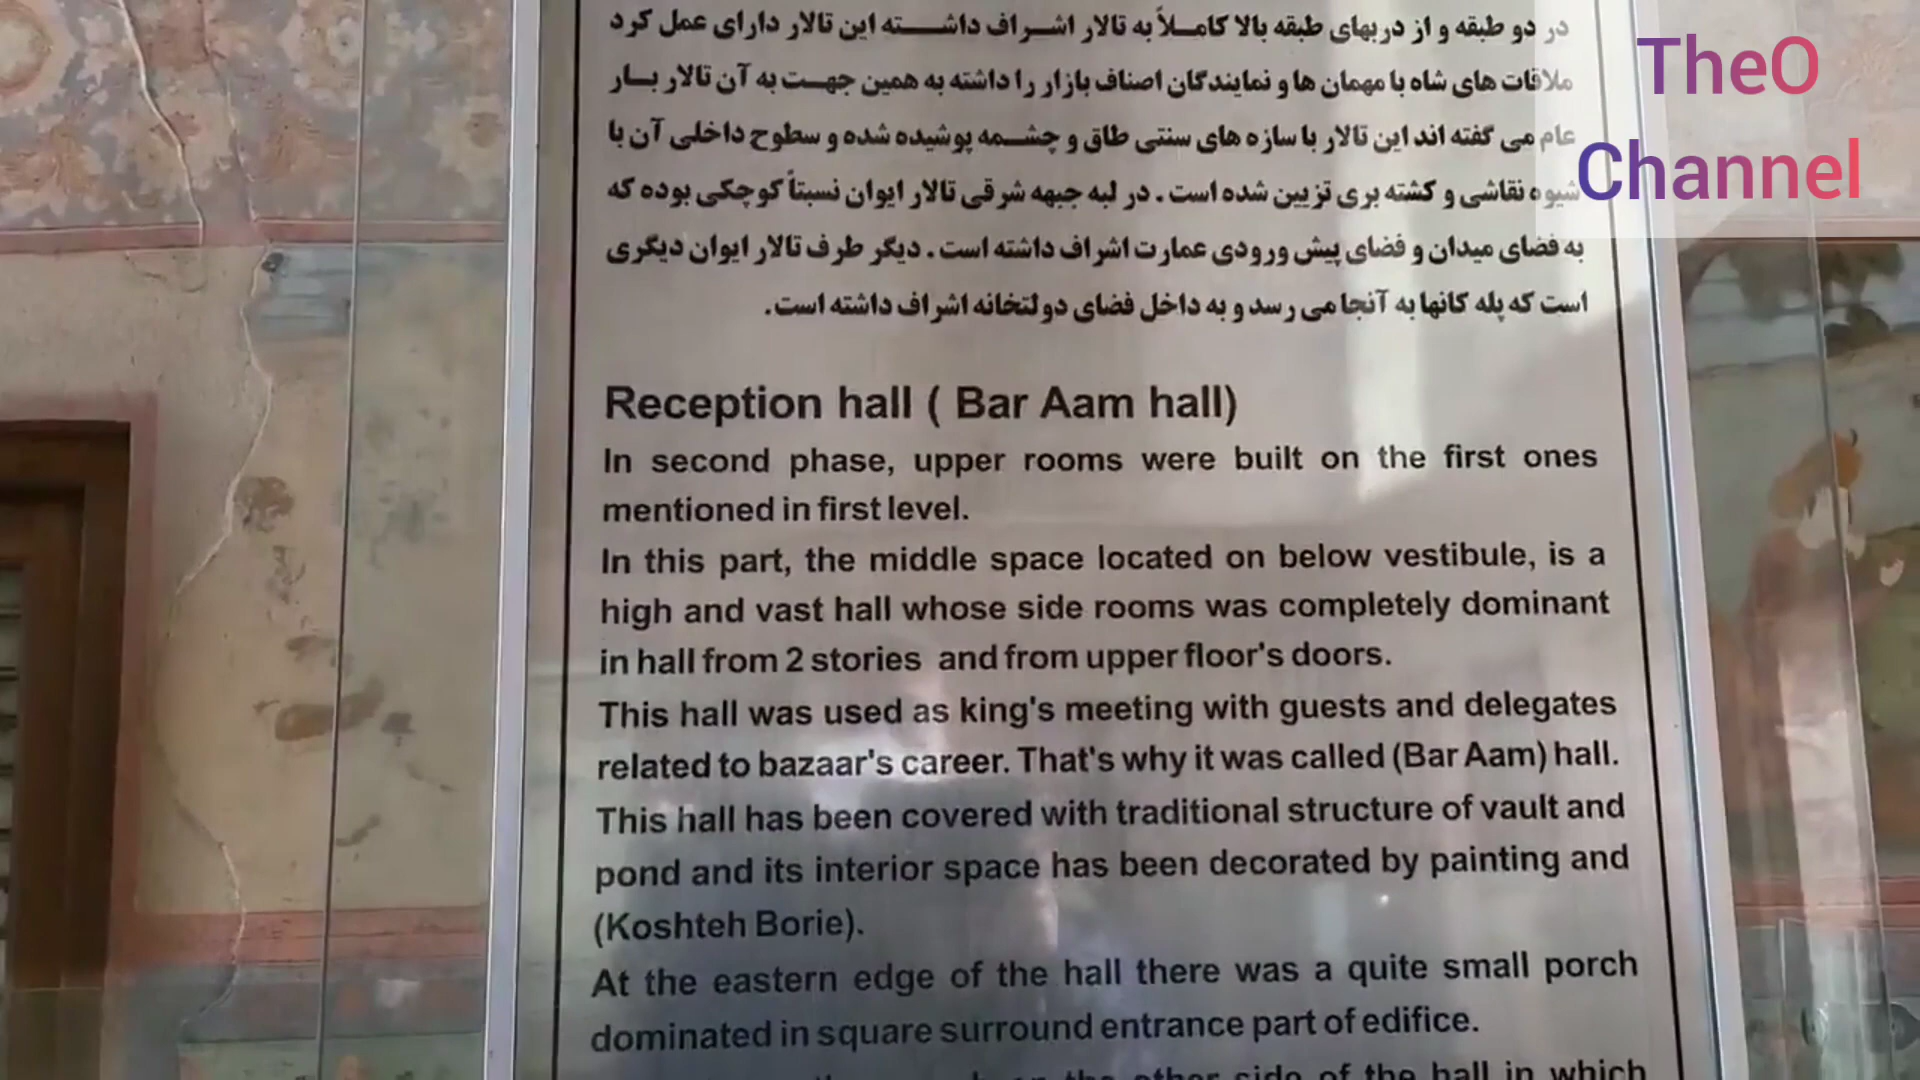 در دو طبقه و از دربهای طبقه بالا کاملاً به تالار اشراف داشته این تالار دارای عمل کرد
ملاقات های شاه با مهمان ها و نمایندگان اصناف بازار را داشته به همین جهت به آن تالار بار
عام می گفته اند این تالار با سازه های سنتی طاق و چشمه پوشیده شده و سطوح داخلی آن با
شیوه نقاشی و کشته بری تزیین شده است . در لبه جبهه شرقی تالار ایوان نسبتاً کوچکی بوده که
به فضای میدان و فضای پیش ورودی عمارت اشراف داشته است . دیگر طرف تالار ایوان دیگری
است که پله کانها به آنجا می رسد و به داخل فضای دولتخانه اشراف داشته است .
TheO
Channel
Reception hall ( Bar Aam hall)
In second phase, upper rooms were built on the first ones
mentioned in first level.
In this part, the middle space located on below vestibule, is a
high and vast hall whose side rooms was completely dominant
in hall from 2 stories and from upper floor's doors.
This hall was used as king's meeting with guests and delegates
related to bazaar's career. That's why it was called (Bar Aam) hall.
This hall has been covered with traditional structure of vault and
pond and its interior space has been decorated by painting and
(Koshteh Borie).
At the eastern edge of the hall there was a quite small porch
dominated in square surround entrance part of edifice.
the other side of the hall in which